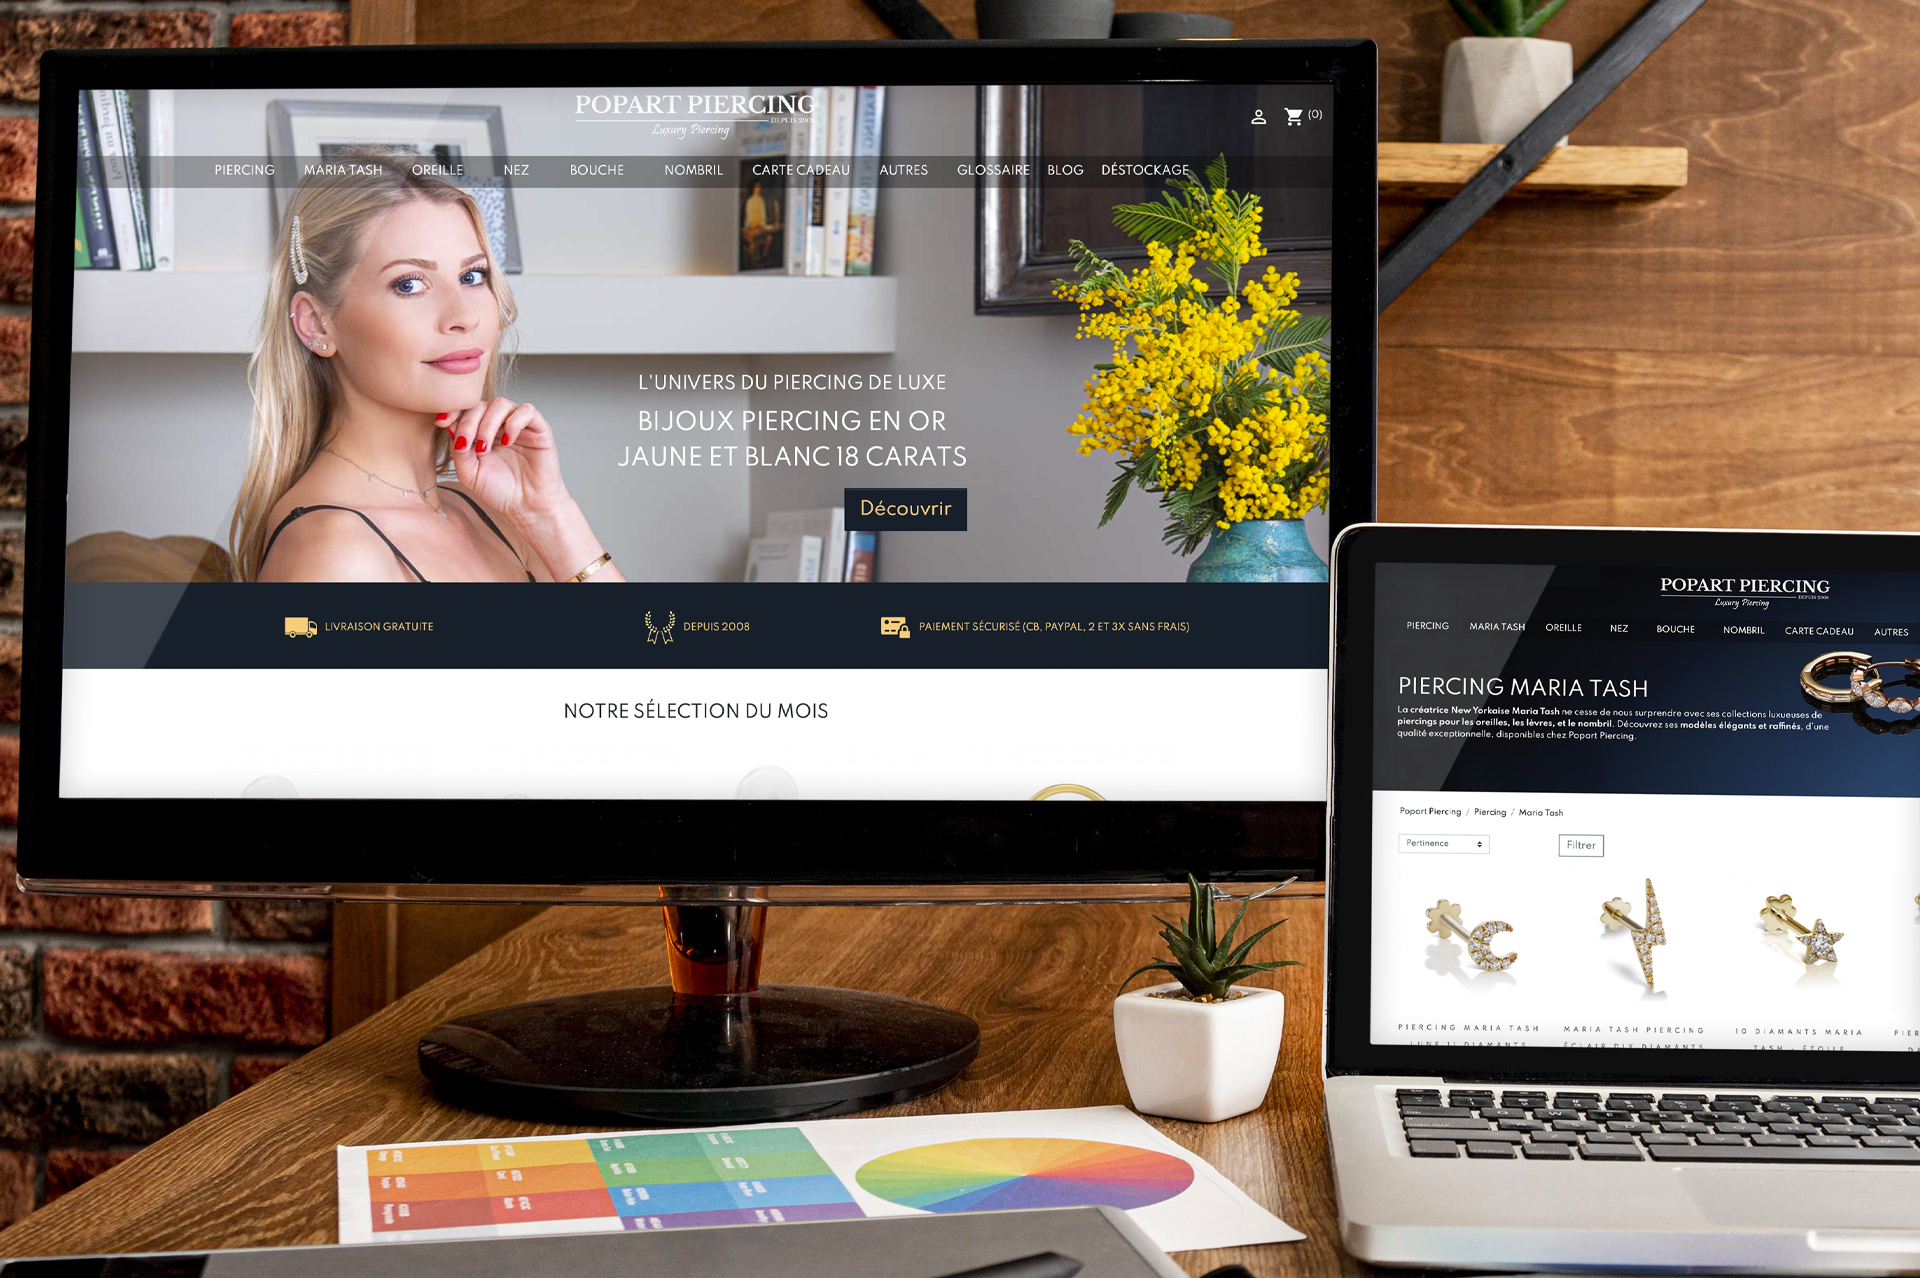 POPART PIERCING
DEPUIS 2008
Luxury Piercing
(0)
PIERCING MARIA TASH OREILLE NEZ BOUCHE NOMBRIL CARTE CADEAU AUTRES GLOSSAIRE BLOG DÉSTOCKAGE
L'UNIVERS DU PIERCING DE LUXE
BIJOUX PIERCING EN OR
JAUNE ET BLANC 18 CARATS
Découvrir
LIVRAISON GRATUITE
DEPUIS 2008
PAIEMENT SÉCURISÉ (CB, PAYPAL, 2 ET 3X SANS FRAIS)
NOTRE SÉLECTION DU MOIS
POPART PIERCING
DEPUIS 2008
Luxury Piercing
PIERCING MARIA TASH OREILLE NEZ BOUCHE NOMBRIL CARTE CADEAU AUTRES
PIERCING MARIA TASH
La créatrice New Yorkaise Maria Tash ne cesse de nous surprendre avec ses collections luxueuses de
piercings pour les oreilles, les lèvres, et le nombril. Découvrez ses modèles élégants et raffinés, d'une
qualité exceptionnelle, disponibles chez Popart Piercing.
Popart Piercing / Piercing / Maria Tash
Pertinence
Filtrer
PIERCING MARIA TASH
LUNE 11 DIAMANTS
MARIA TASH PIERCING
ÉCLAIR DIX DIAMANTS
10 DIAMANTS MARIA
TASH - ÉTOILE